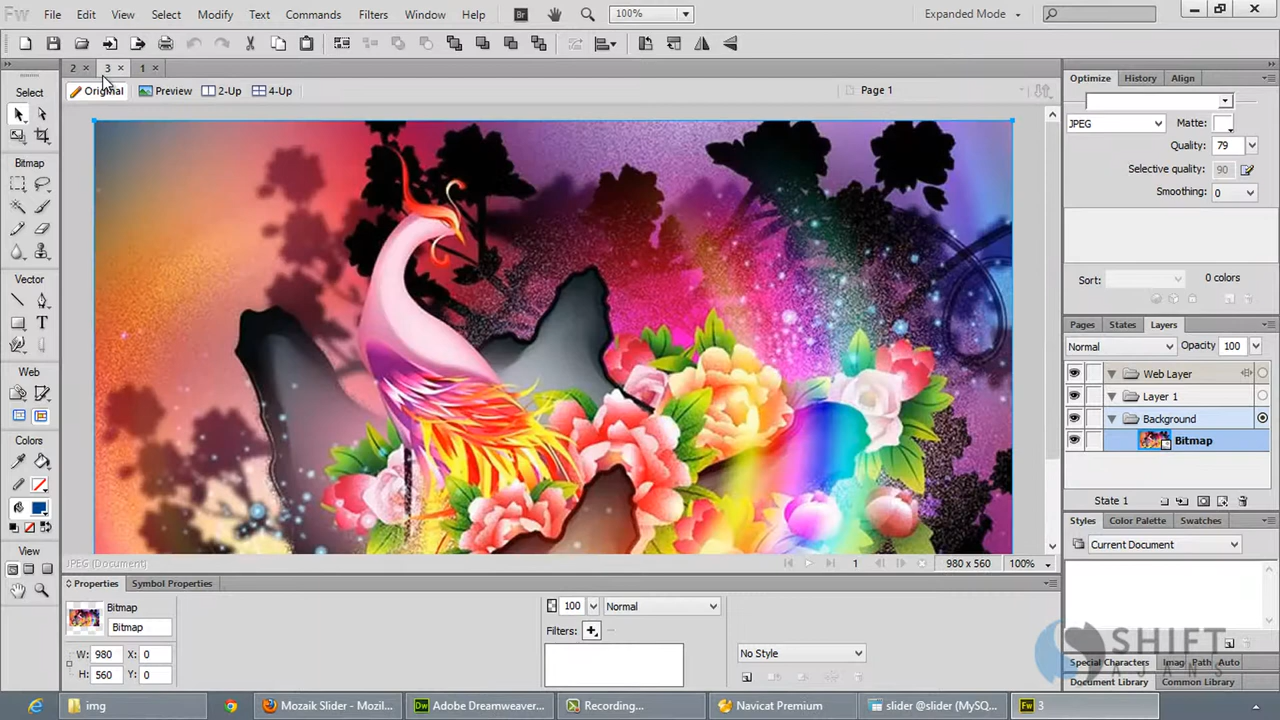 Fw File Edit View Select Modify Text Commands Filters Window Help Br 100% Expanded Mode
2 3 1
Original Preview 2-Up 4-Up Page 1
Select
Bitmap
Vector
Web
Colors
View
Optimize History Align
JPEG Matte:
Quality: 79
Selective quality: 90
Smoothing: 0
Sort: 0 colors
Pages States Layers
Normal Opacity 100
Web Layer
Layer 1
Background
Bitmap
State 1
Styles Color Palette Swatches
Current Document
JPEG (Document) 1 980 x 560 100%
Properties Symbol Properties
Bitmap
Bitmap
W: 980 X: 0
H: 560 Y: 0
100 Normal
Filters:
No Style
SHIFT
AJANS
Special Characters Imag Path Auto
Document Library Common Library
img Mozaik Slider - Mozil... Adobe Dreamweaver... Recording... Navicat Premium slider @slider (MySQ... Fw 3